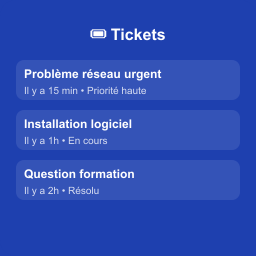 Tickets
Problème réseau urgent
Il y a 15 min • Priorité haute
Installation logiciel
Il y a 1h • En cours
Question formation
Il y a 2h • Résolu